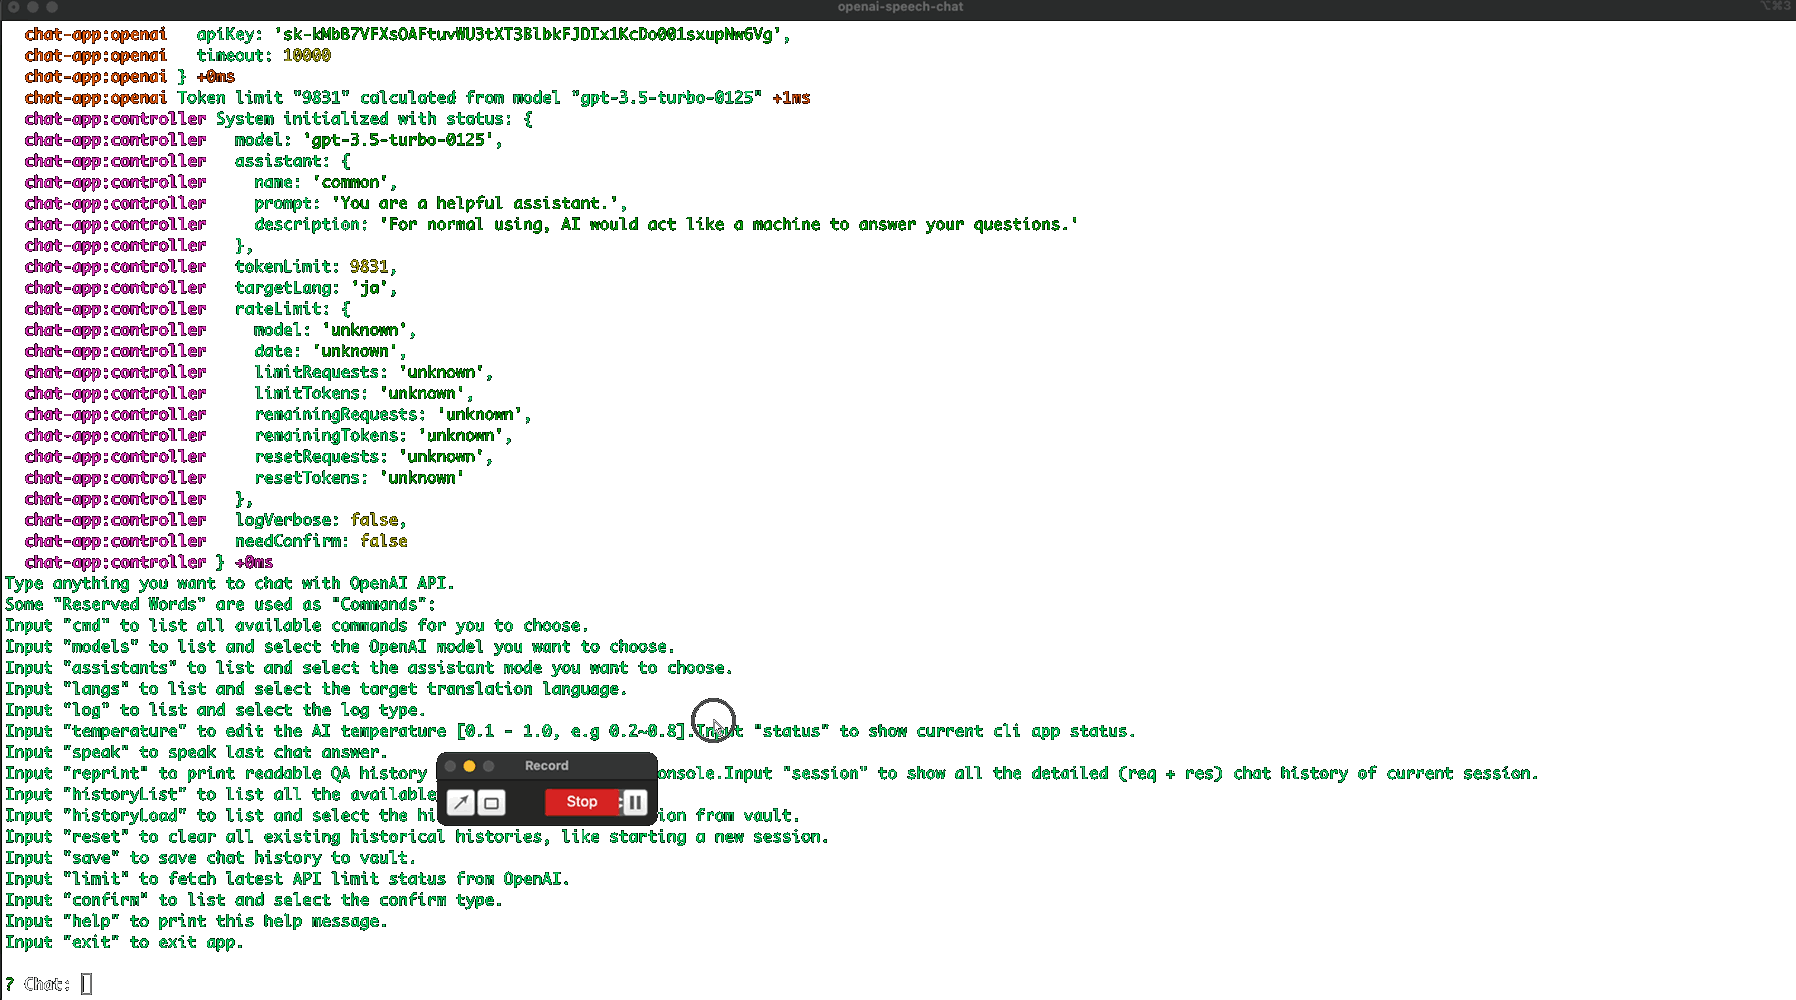 openai-speech-chat
⌥⌘3
chat-app:openai apiKey:
chat-app:openai timeout: 10000
chat-app:openai } +0ms
chat-app:openai Token limit "9831" calculated from model "gpt-3.5-turbo-0125" +1ms
chat-app:controller System initialized with status: {
chat-app:controller model: 'gpt-3.5-turbo-0125',
chat-app:controller assistant: {
chat-app:controller name: 'common',
chat-app:controller prompt: 'You are a helpful assistant.',
chat-app:controller description: 'For normal using, AI would act like a machine to answer your questions.'
chat-app:controller },
chat-app:controller tokenLimit: 9831,
chat-app:controller targetLang: 'ja',
chat-app:controller rateLimit: {
chat-app:controller model: 'unknown',
chat-app:controller date: 'unknown',
chat-app:controller limitRequests: 'unknown',
chat-app:controller limitTokens: 'unknown',
chat-app:controller remainingRequests: 'unknown',
chat-app:controller remainingTokens: 'unknown',
chat-app:controller resetRequests: 'unknown',
chat-app:controller resetTokens: 'unknown'
chat-app:controller },
chat-app:controller logVerbose: false,
chat-app:controller needConfirm: false
chat-app:controller } +0ms
Type anything you want to chat with OpenAI API.
Some "Reserved Words" are used as "Commands":
Input "cmd" to list all available commands for you to choose.
Input "models" to list and select the OpenAI model you want to choose.
Input "assistants" to list and select the assistant mode you want to choose.
Input "langs" to list and select the target translation language.
Input "log" to list and select the log type.
Input "temperature" to edit the AI temperature [0.1 - 1.0, e.g 0.2~0.8].Input "status" to show current cli app status.
Input "speak" to speak last chat answer.
Input "reprint" to print readable QA history onsole.Input "session" to show all the detailed (req + res) chat history of current session.
Input "historyList" to list all the available
Input "historyLoad" to list and select the hi ion from vault.
Input "reset" to clear all existing historical histories, like starting a new session.
Input "save" to save chat history to vault.
Input "limit" to fetch latest API limit status from OpenAI.
Input "confirm" to list and select the confirm type.
Input "help" to print this help message.
Input "exit" to exit app.
? Chat:
Record
Stop